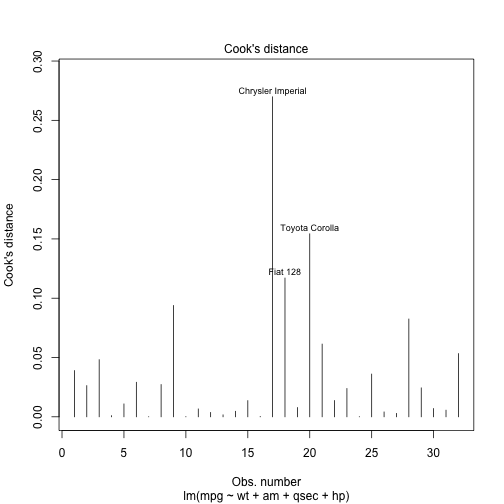 Cook's distance
0.30
Chrysler Imperial
0.25
0.20
Toyota Corolla
0.15
Fiat 128
0.10
0.05
0.00
Cook's distance
0 5 10 15 20 25 30
Obs. number
lm(mpg ~ wt + am + qsec + hp)